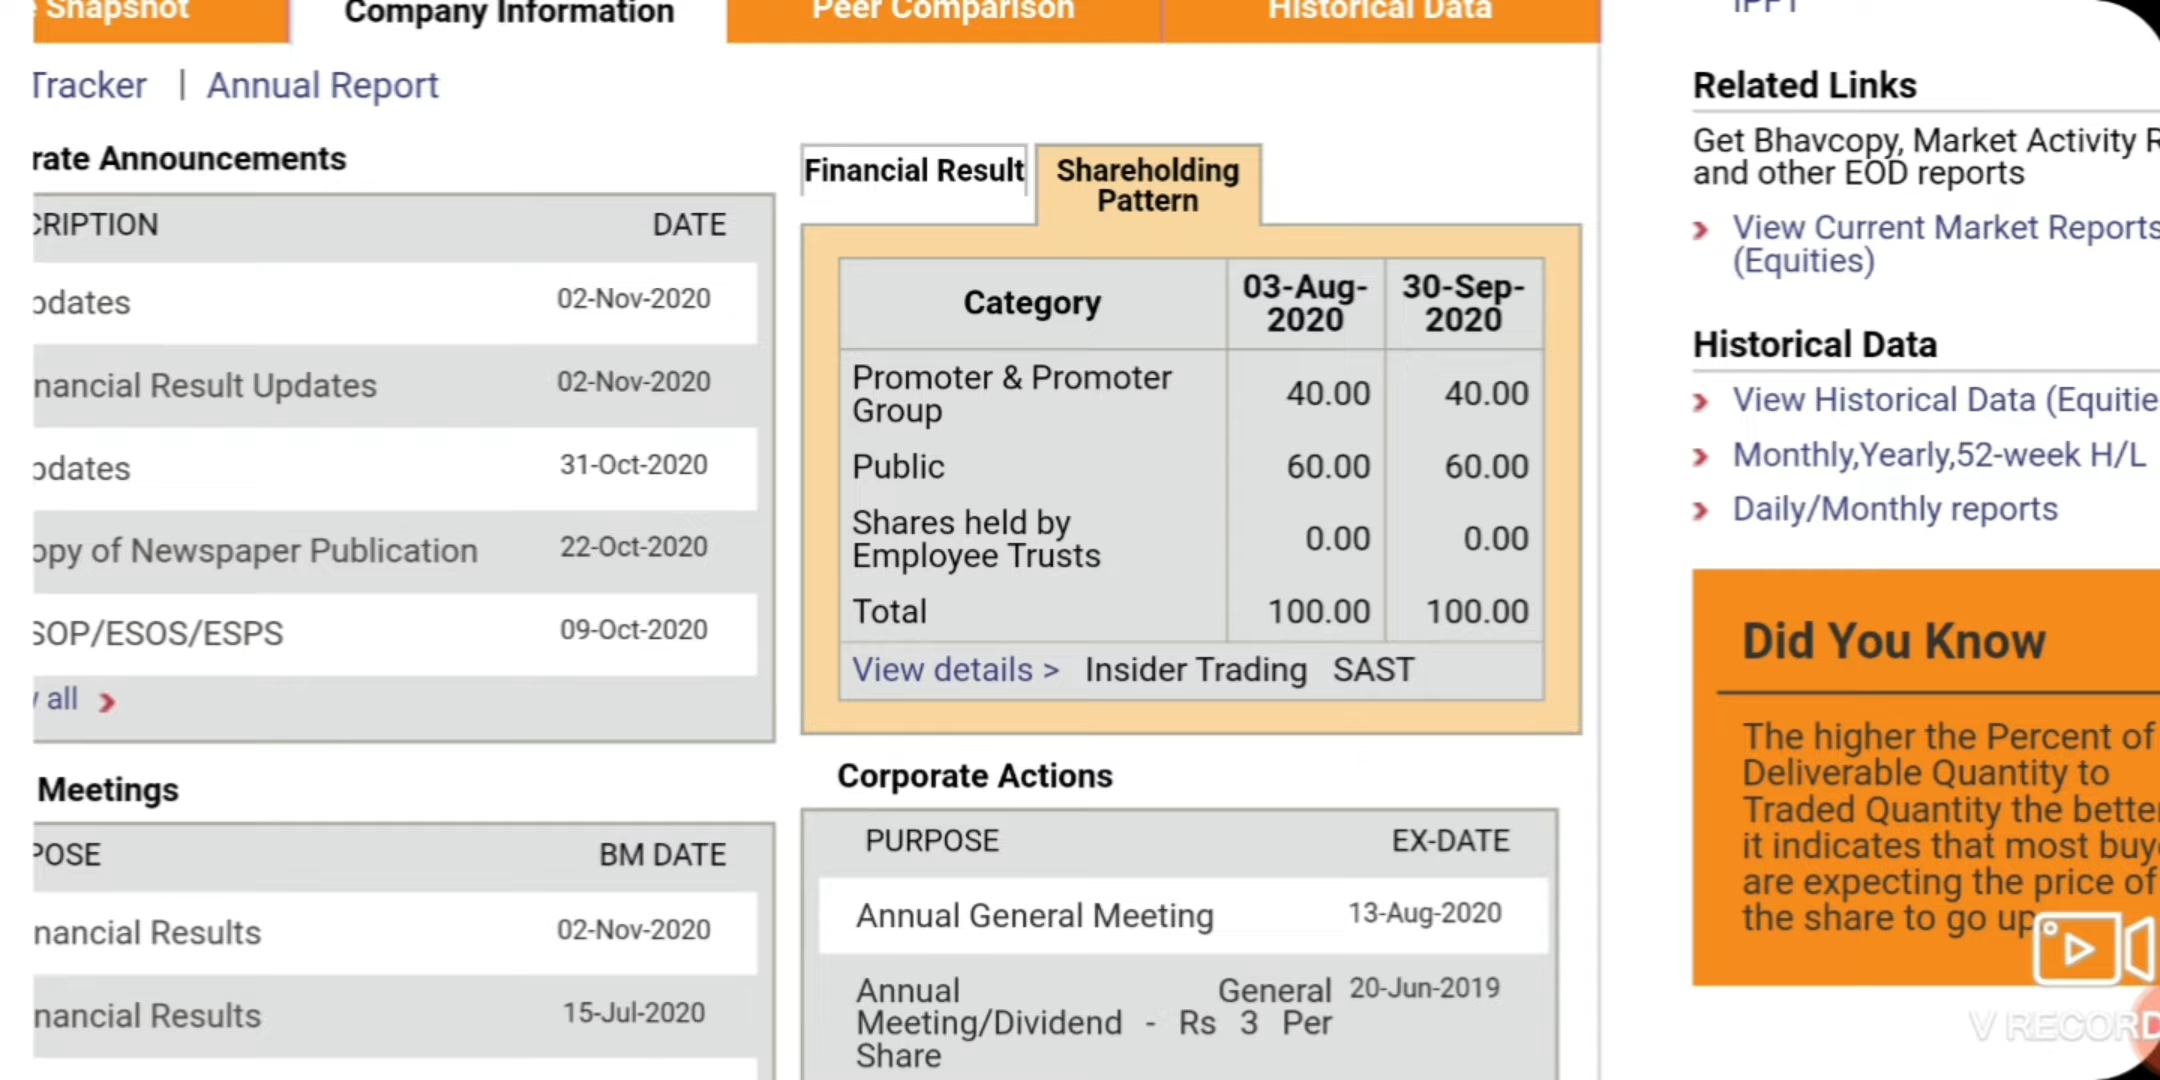 Snapshot
Company Information
Peer Comparison
Historical Data
Tracker | Annual Report
rate Announcements
CRIPTION DATE
pdates 02-Nov-2020
nancial Result Updates 02-Nov-2020
pdates 31-Oct-2020
opy of Newspaper Publication 22-Oct-2020
SOP/ESOS/ESPS 09-Oct-2020
all
Meetings
POSE BM DATE
nancial Results 02-Nov-2020
nancial Results 15-Jul-2020
Financial Result
Shareholding
Pattern
Category 03-Aug-2020 30-Sep-2020
Promoter & Promoter
Group 40.00 40.00
Public 60.00 60.00
Shares held by
Employee Trusts 0.00 0.00
Total 100.00 100.00
View details > Insider Trading SAST
Corporate Actions
PURPOSE EX-DATE
Annual General Meeting 13-Aug-2020
Annual General 20-Jun-2019
Meeting/Dividend - Rs 3 Per
Share
Related Links
Get Bhavcopy, Market Activity R
and other EOD reports
View Current Market Reports
(Equities)
Historical Data
View Historical Data (Equitie
Monthly,Yearly,52-week H/L
Daily/Monthly reports
Did You Know
The higher the Percent of
Deliverable Quantity to
Traded Quantity the better
it indicates that most buye
are expecting the price of
the share to go up
V RECORD